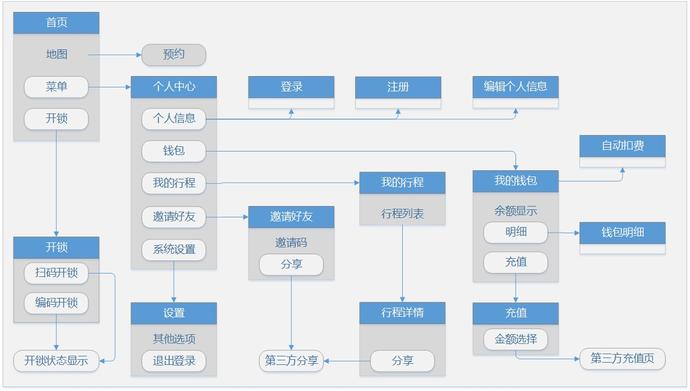 首页
地图
预约
菜单
开锁
个人中心
个人信息
钱包
我的行程
邀请好友
系统设置
登录
注册
编辑个人信息
自动扣费
我的钱包
余额显示
明细
充值
钱包明细
我的行程
行程列表
邀请好友
邀请码
分享
开锁
扫码开锁
编码开锁
开锁状态显示
设置
其他选项
退出登录
行程详情
分享
第三方分享
充值
金额选择
第三方充值页